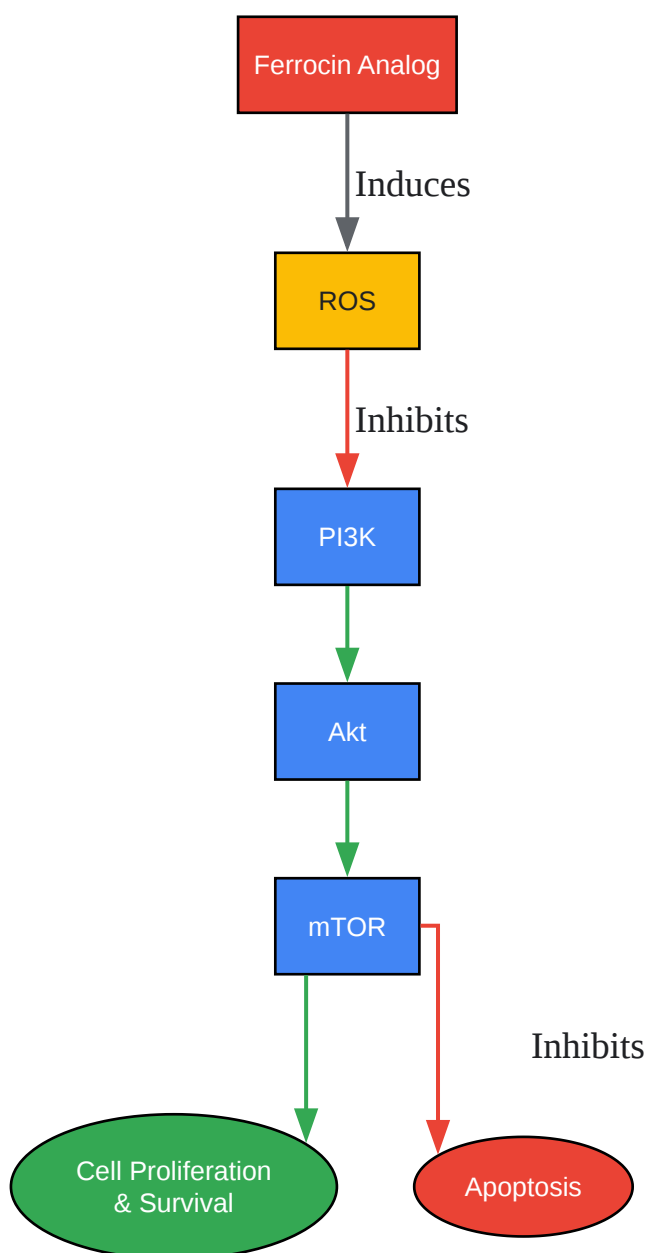 Ferrocin Analog
Induces
ROS
Inhibits
PI3K
Akt
mTOR
Inhibits
Cell Proliferation
& Survival
Apoptosis